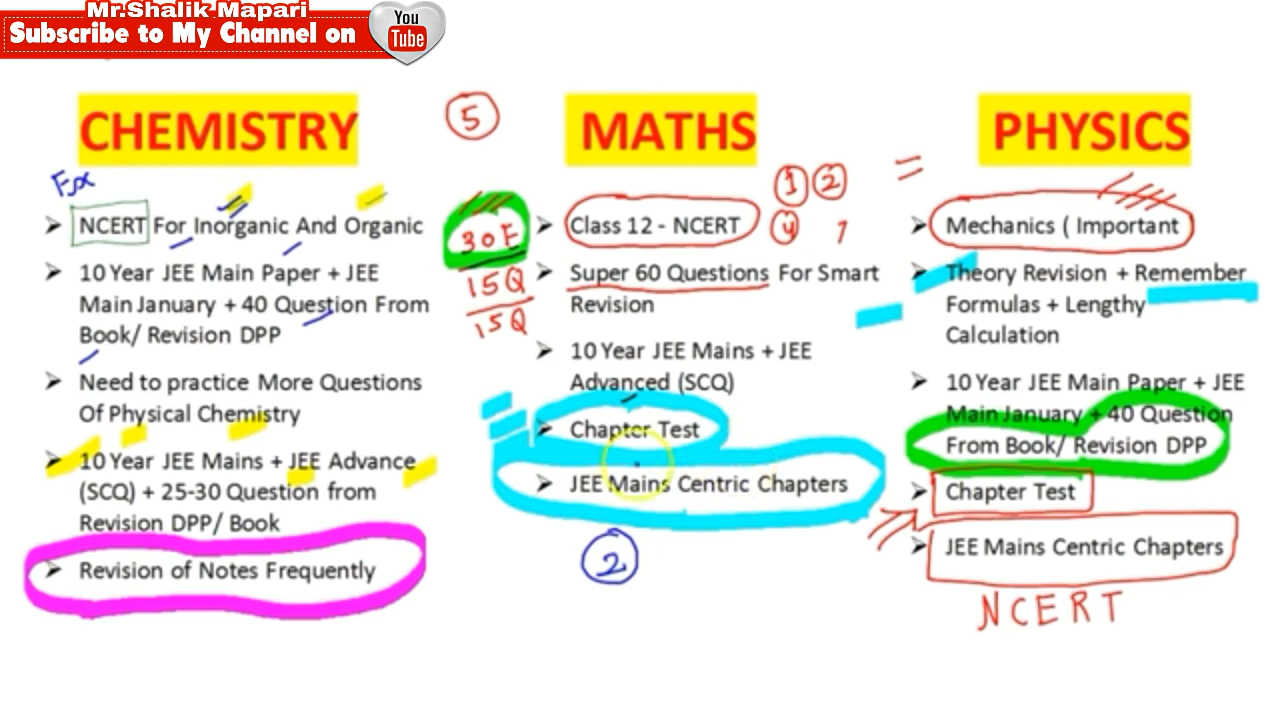 Mr.Shalik Mapari
Subscribe to My Channel on
You
Tube
CHEMISTRY
NCERT For Inorganic And Organic
10 Year JEE Main Paper + JEE
Main January + 40 Question From
Book/ Revision DPP
Need to practice More Questions
Of Physical Chemistry
10 Year JEE Mains + JEE Advance
(SCQ) + 25-30 Question from
Revision DPP/ Book
Revision of Notes Frequently
5
30F
15Q
15Q
MATHS
1 2
4 1
Class 12 - NCERT
Super 60 Questions For Smart
Revision
10 Year JEE Mains + JEE
Advanced (SCQ)
Chapter Test
JEE Mains Centric Chapters
2
=
PHYSICS
Mechanics ( Important
Theory Revision + Remember
Formulas + Lengthy
Calculation
10 Year JEE Main Paper + JEE
Main January + 40 Question
From Book/ Revision DPP
Chapter Test
JEE Mains Centric Chapters
NCERT